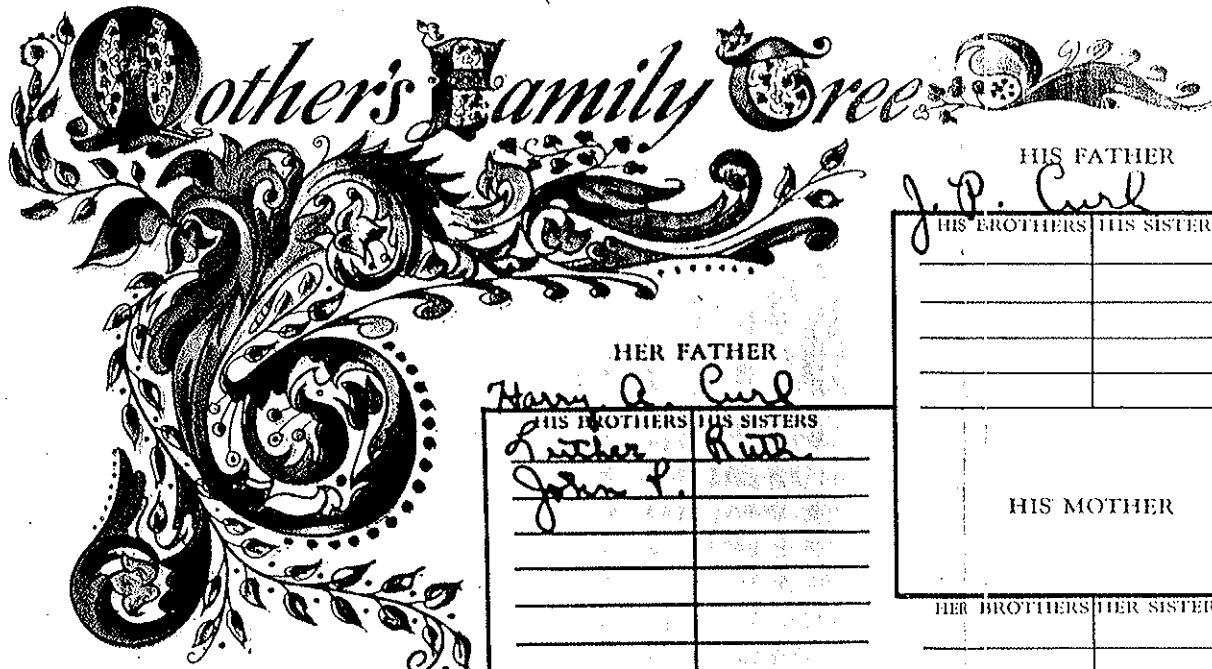 Mother's Family Tree
HIS FATHER
J. P. Curl
HIS BROTHERS HIS SISTER
HER FATHER
Harry A. Curl
HIS BROTHERS HIS SISTERS
Luther Ruth
John P.
HIS MOTHER
HER BROTHERS HER SISTER